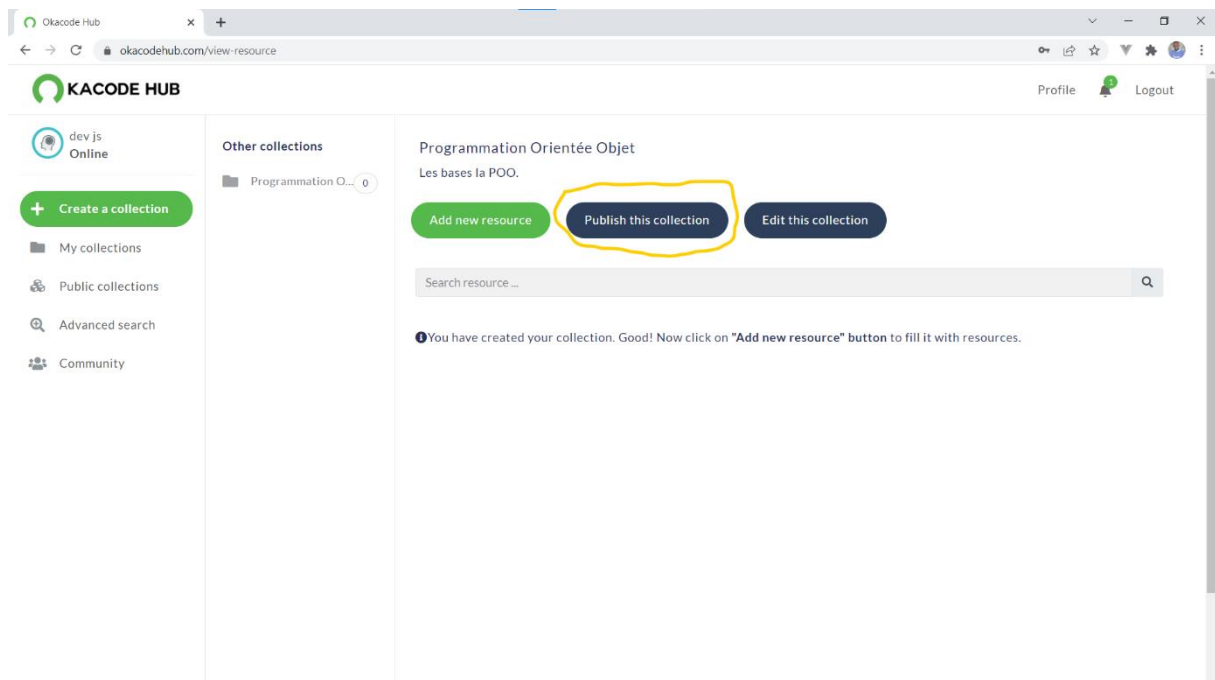 Okacode Hub
okacodehub.com/view-resource
KACODE HUB
Profile
1
Logout
dev js
Online
Create a collection
My collections
Public collections
Advanced search
Community
Other collections
Programmation O... 0
Programmation Orientée Objet
Les bases la POO.
Add new resource
Publish this collection
Edit this collection
Search resource ...
You have created your collection. Good! Now click on "Add new resource" button to fill it with resources.